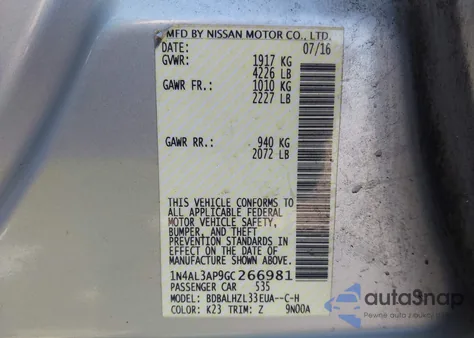 MFD BY NISSAN MOTOR CO., LTD.
DATE: 07/16
GVWR: 1917 KG
4226 LB
GAWR FR.: 1010 KG
2227 LB
GAWR RR.: 940 KG
2072 LB
THIS VEHICLE CONFORMS TO
ALL APPLICABLE FEDERAL
MOTOR VEHICLE SAFETY,
BUMPER, AND THEFT
PREVENTION STANDARDS IN
EFFECT ON THE DATE OF
MANUFACTURE SHOWN ABOVE.
1N4AL3AP9GC266981
PASSENGER CAR 535
MODEL: BDBALHZL33EUA--C-H
COLOR: K23 TRIM: Z 9N00A
auta9nap
Pewne auto z